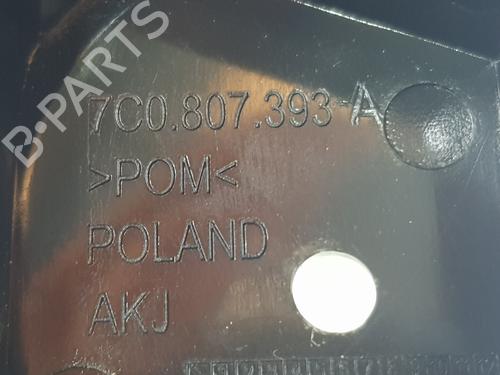 B-PARTS
7C0.807.393-A
>POM<
POLAND
AKJ